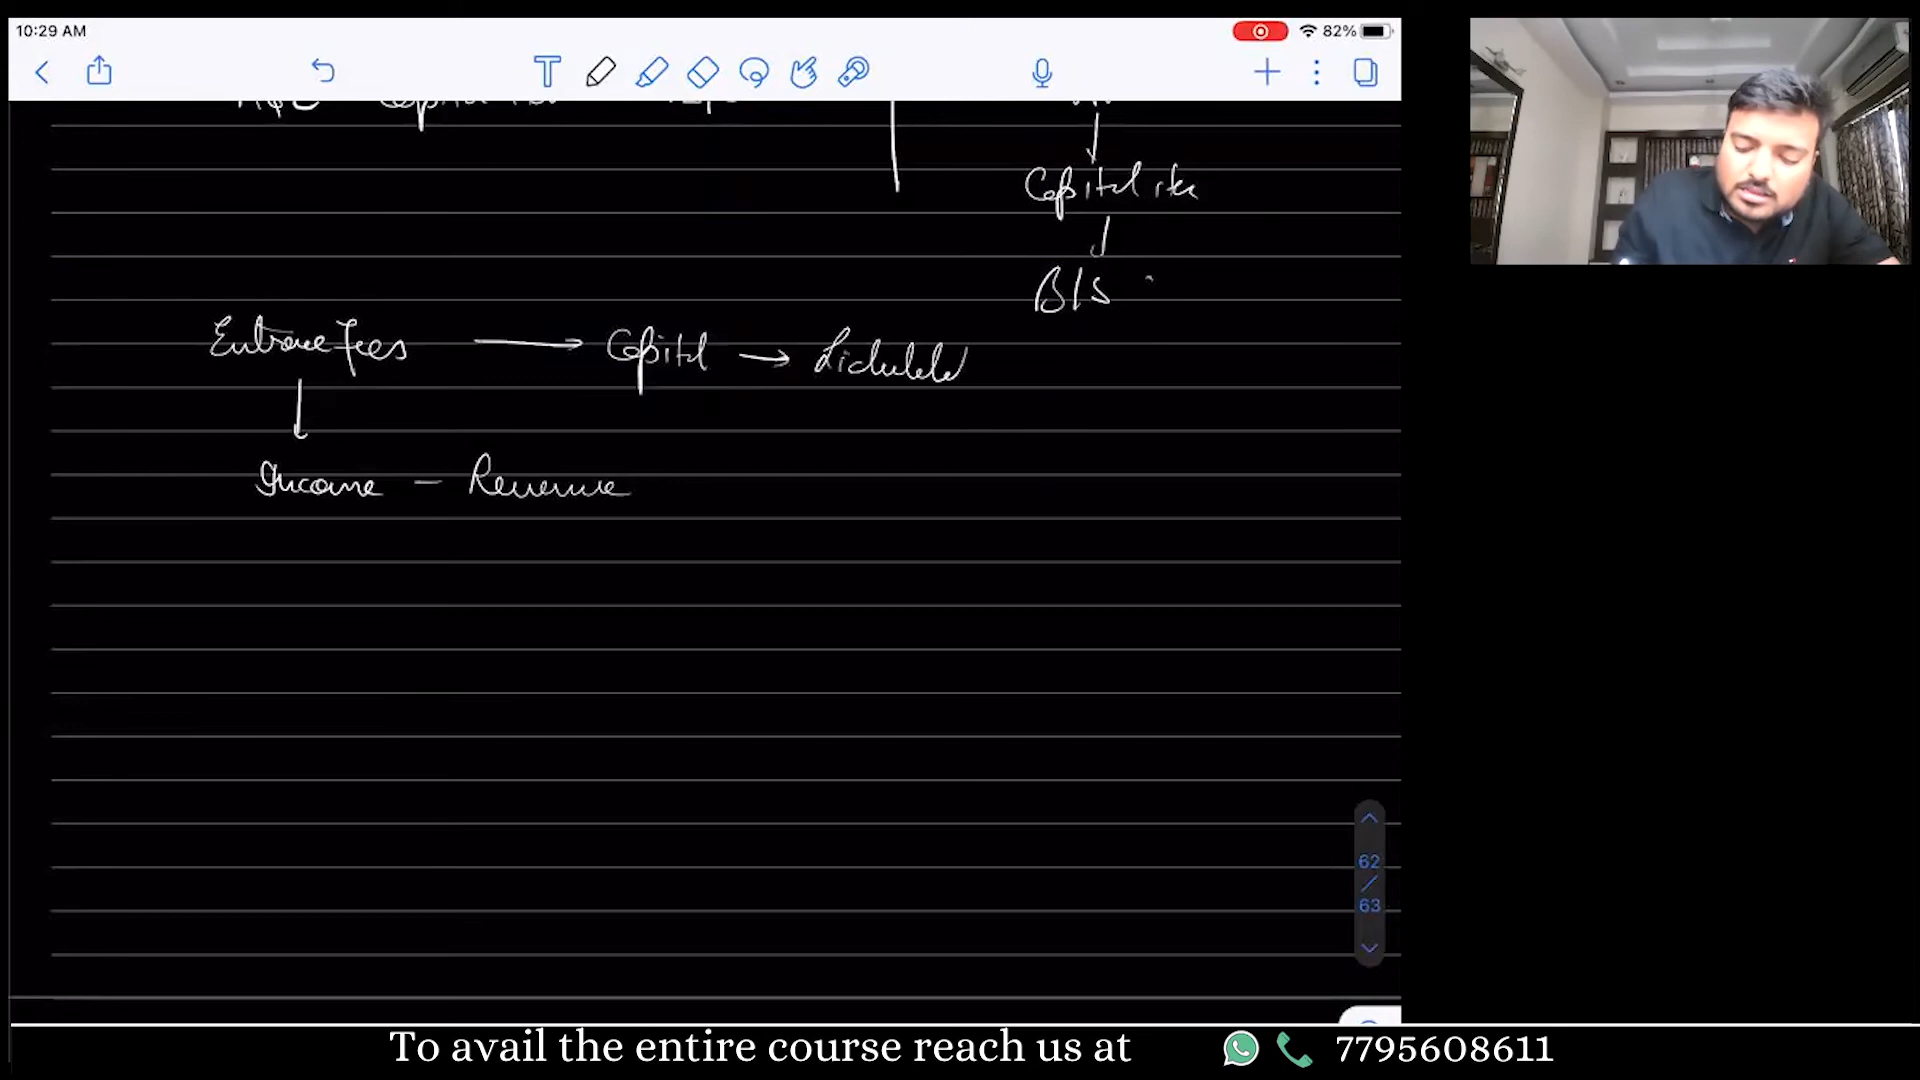 10:29 AM
82%
T
Capital ite
B/S
Entrance fees → Capital →
Income - Revenue
62
/
63
To avail the entire course reach us at 7795608611